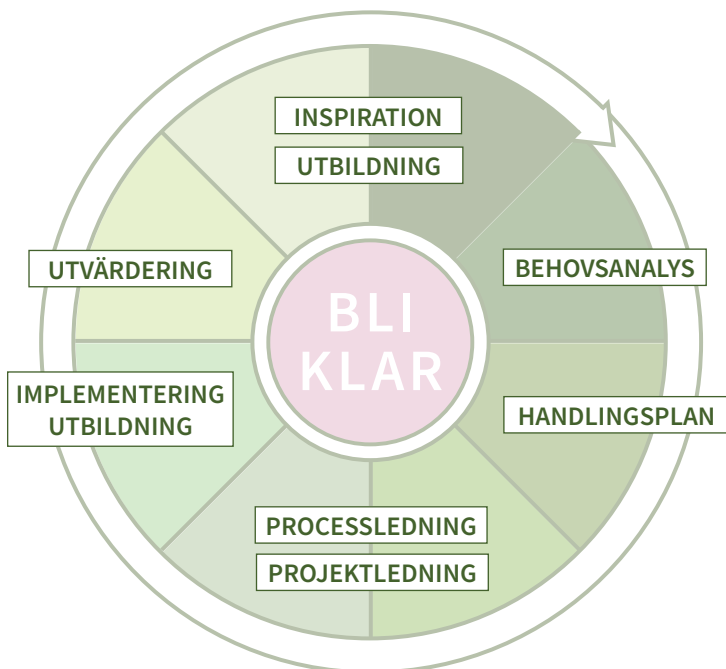 INSPIRATION
UTBILDNING
BEHOVSANALYS
HANDLINGSPLAN
PROCESSLEDNING
PROJEKTLEDNING
IMPLEMENTERING
UTBILDNING
UTVÄRDERING
BLI
KLAR